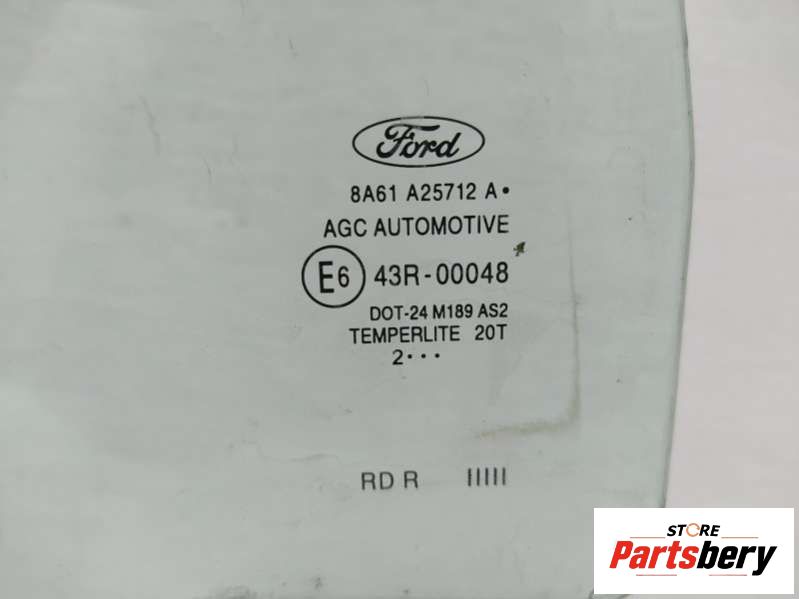 Ford
8A61 A25712 A•
AGC AUTOMOTIVE
E6 43R-00048
DOT-24 M189 AS2
TEMPERLITE 20T
2•••
RD R IIIII
STORE
Partsbery